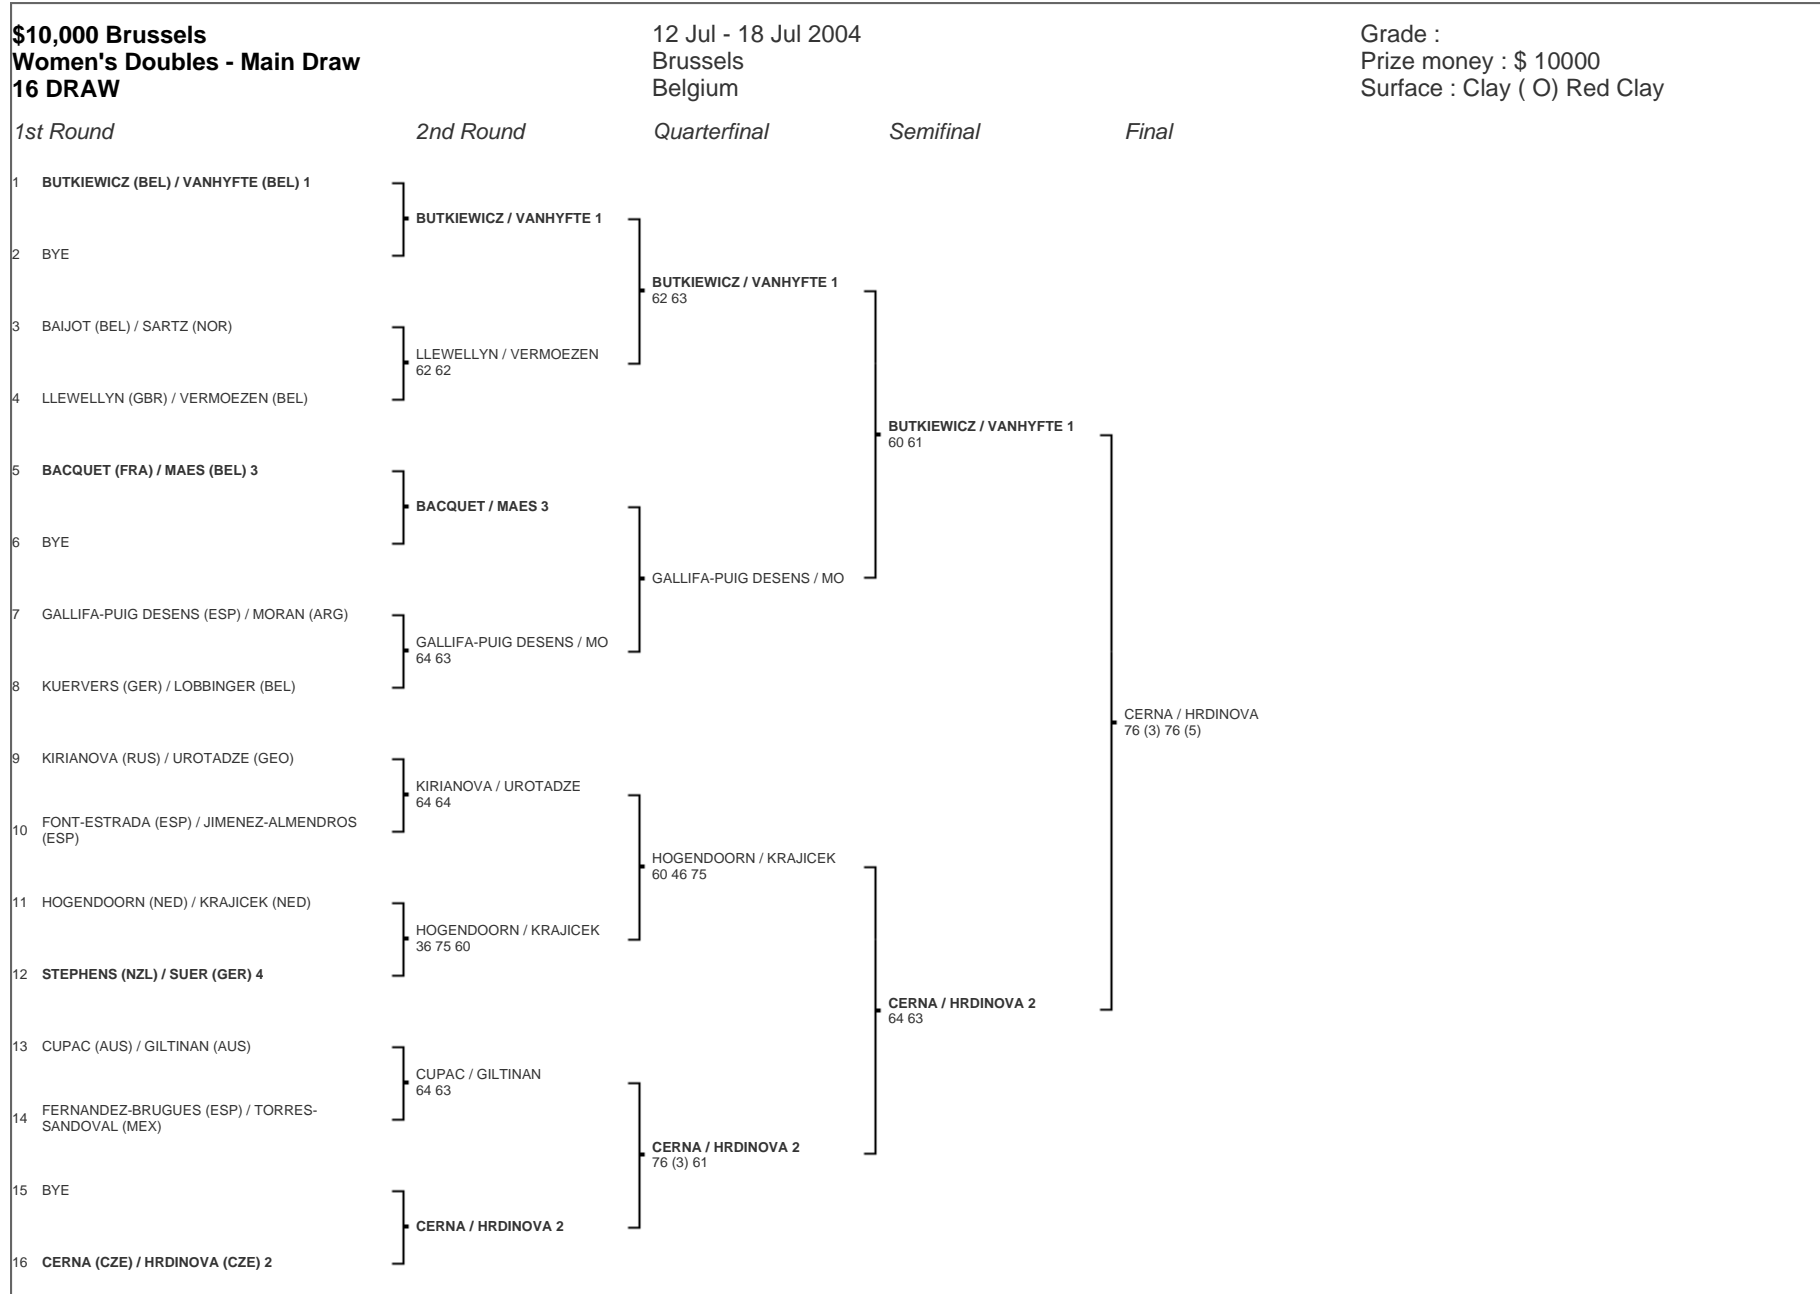 $10,000 Brussels
Women's Doubles - Main Draw
16 DRAW
12 Jul - 18 Jul 2004
Brussels
Belgium
Grade :
Prize money : $ 10000
Surface : Clay ( O) Red Clay
1st Round
2nd Round
Quarterfinal
Semifinal
Final
1 BUTKIEWICZ (BEL) / VANHYFTE (BEL) 1
2 BYE
3 BAIJOT (BEL) / SARTZ (NOR)
4 LLEWELLYN (GBR) / VERMOEZEN (BEL)
5 BACQUET (FRA) / MAES (BEL) 3
6 BYE
7 GALLIFA-PUIG DESENS (ESP) / MORAN (ARG)
8 KUERVERS (GER) / LOBBINGER (BEL)
9 KIRIANOVA (RUS) / UROTADZE (GEO)
10 FONT-ESTRADA (ESP) / JIMENEZ-ALMENDROS
(ESP)
11 HOGENDOORN (NED) / KRAJICEK (NED)
12 STEPHENS (NZL) / SUER (GER) 4
13 CUPAC (AUS) / GILTINAN (AUS)
14 FERNANDEZ-BRUGUES (ESP) / TORRES-
SANDOVAL (MEX)
15 BYE
16 CERNA (CZE) / HRDINOVA (CZE) 2
BUTKIEWICZ / VANHYFTE 1
LLEWELLYN / VERMOEZEN
62 62
BACQUET / MAES 3
GALLIFA-PUIG DESENS / MO
64 63
KIRIANOVA / UROTADZE
64 64
HOGENDOORN / KRAJICEK
36 75 60
CUPAC / GILTINAN
64 63
CERNA / HRDINOVA 2
BUTKIEWICZ / VANHYFTE 1
62 63
GALLIFA-PUIG DESENS / MO
HOGENDOORN / KRAJICEK
60 46 75
CERNA / HRDINOVA 2
76 (3) 61
BUTKIEWICZ / VANHYFTE 1
60 61
CERNA / HRDINOVA 2
64 63
CERNA / HRDINOVA
76 (3) 76 (5)